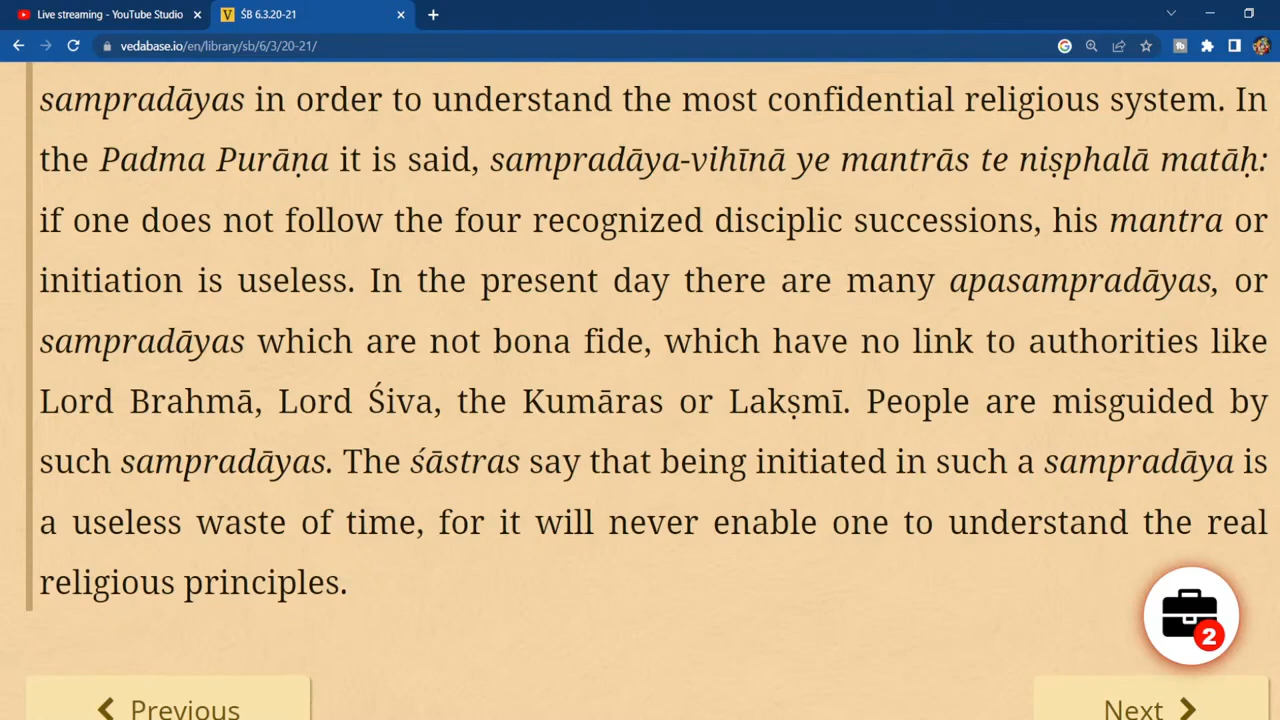 Live streaming - YouTube Studio
ŚB 6.3.20-21
vedabase.io/en/library/sb/6/3/20-21/
sampradāyas in order to understand the most confidential religious system. In
the Padma Purāṇa it is said, sampradāya-vihīnā ye mantrās te niṣphalā matāḥ:
if one does not follow the four recognized disciplic successions, his mantra or
initiation is useless. In the present day there are many apasampradāyas, or
sampradāyas which are not bona fide, which have no link to authorities like
Lord Brahmā, Lord Śiva, the Kumāras or Lakṣmī. People are misguided by
such sampradāyas. The śāstras say that being initiated in such a sampradāya is
a useless waste of time, for it will never enable one to understand the real
religious principles.
2
Previous
Next